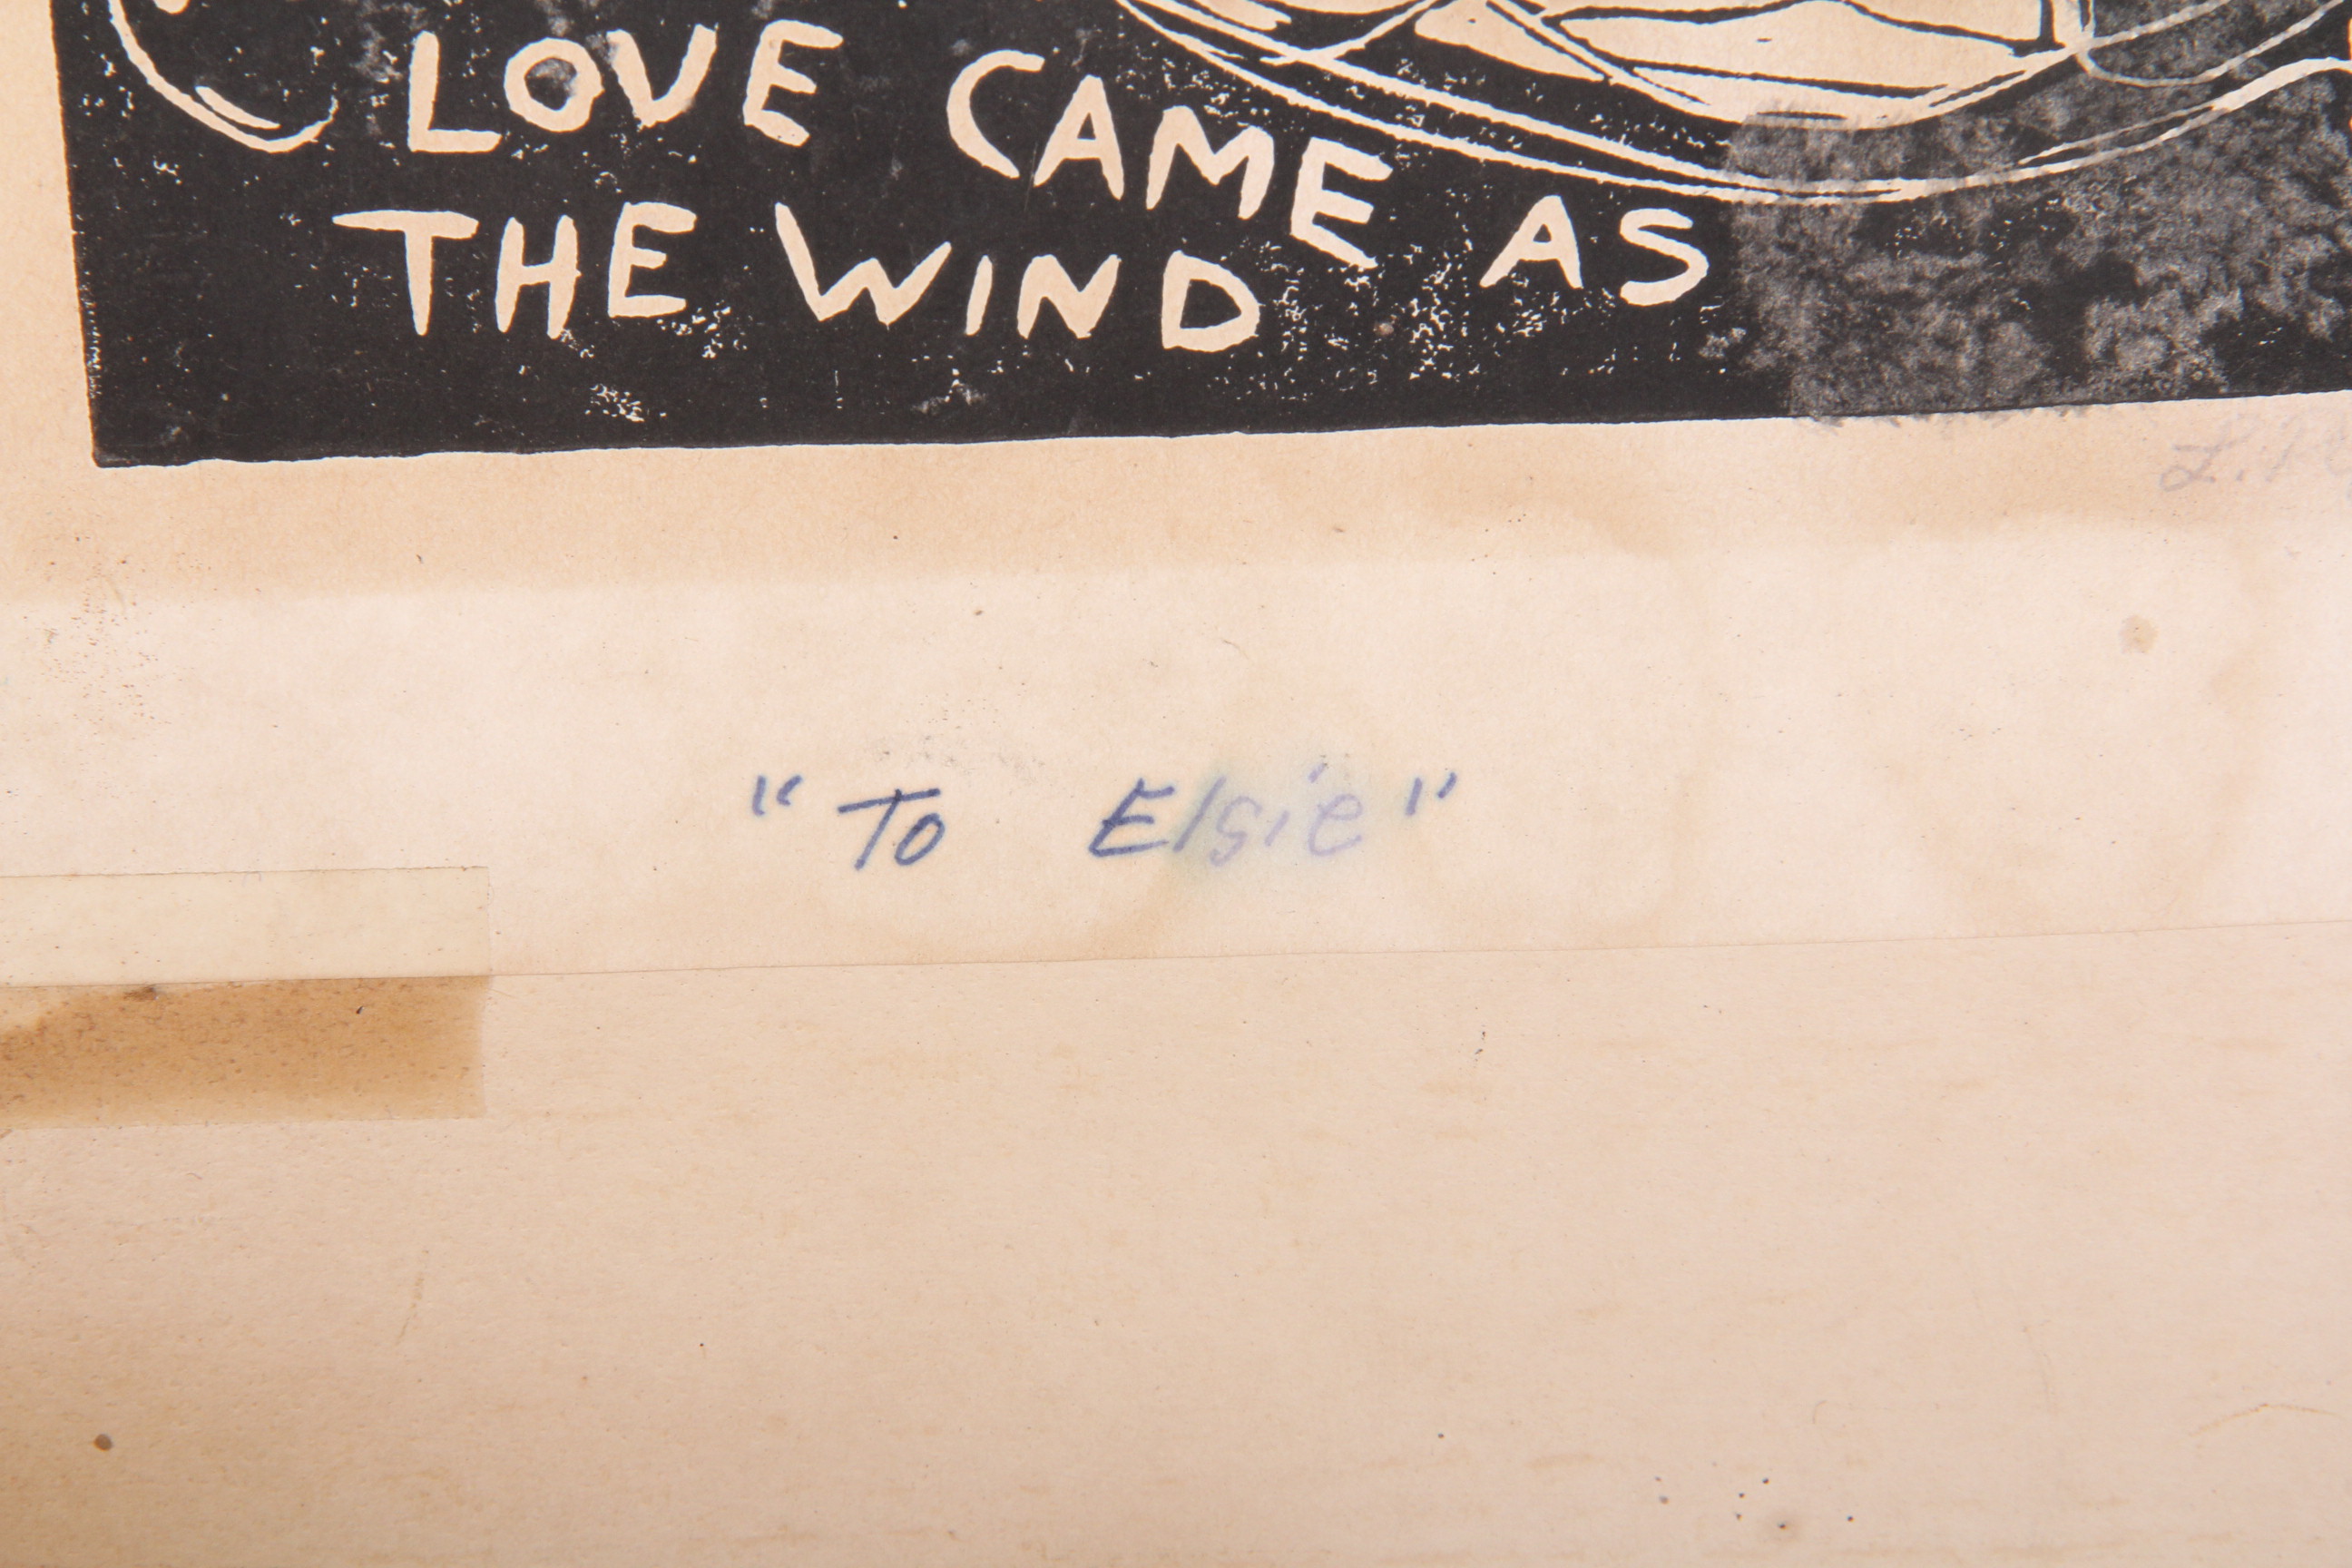 LOVE CAME AS
THE WIND
"To Elsie"